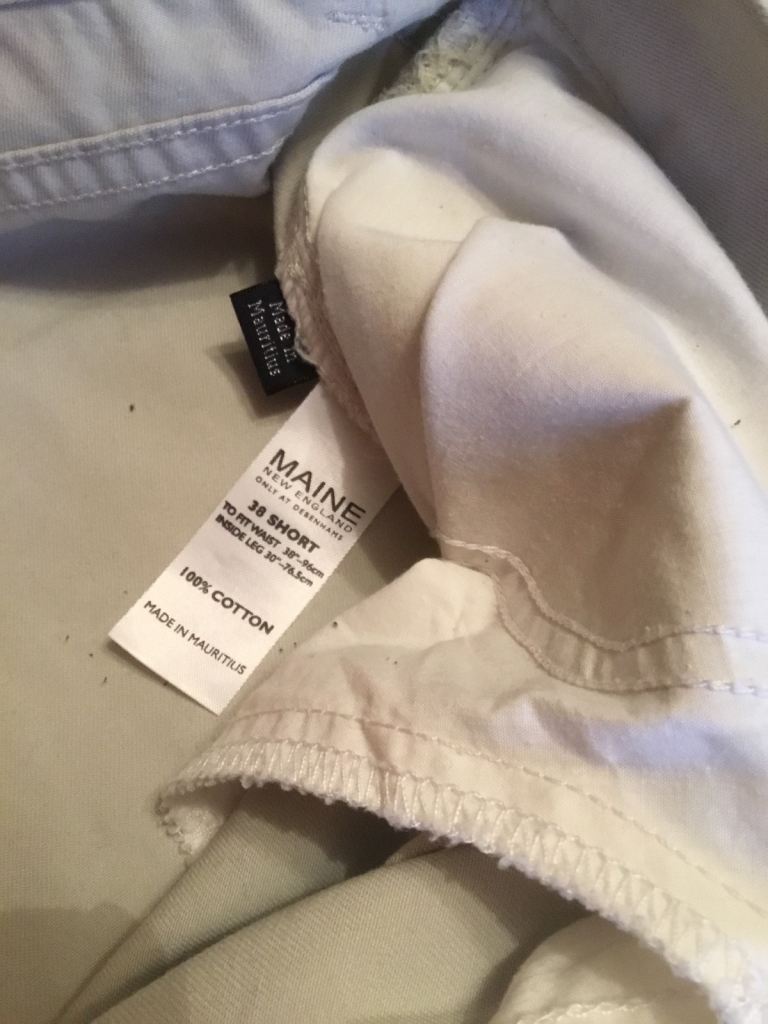 Made in
Mauritius
MAINE
NEW ENGLAND
ONLY AT DEBENHAMS
38 SHORT
TO FIT WAIST 38"-96cm
INSIDE LEG 30"-76.5cm
100% COTTON
MADE IN MAURITIUS